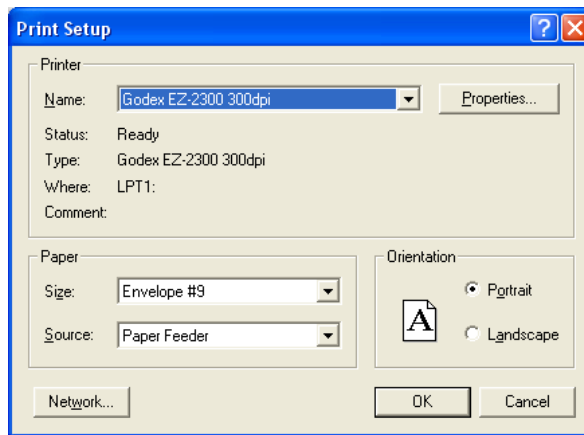 Print Setup
Printer
Name: Godex EZ-2300 300dpi Properties...
Status: Ready
Type: Godex EZ-2300 300dpi
Where: LPT1:
Comment:
Paper
Size: Envelope #9
Source: Paper Feeder
Orientation
A
Portrait
Landscape
Network... OK Cancel